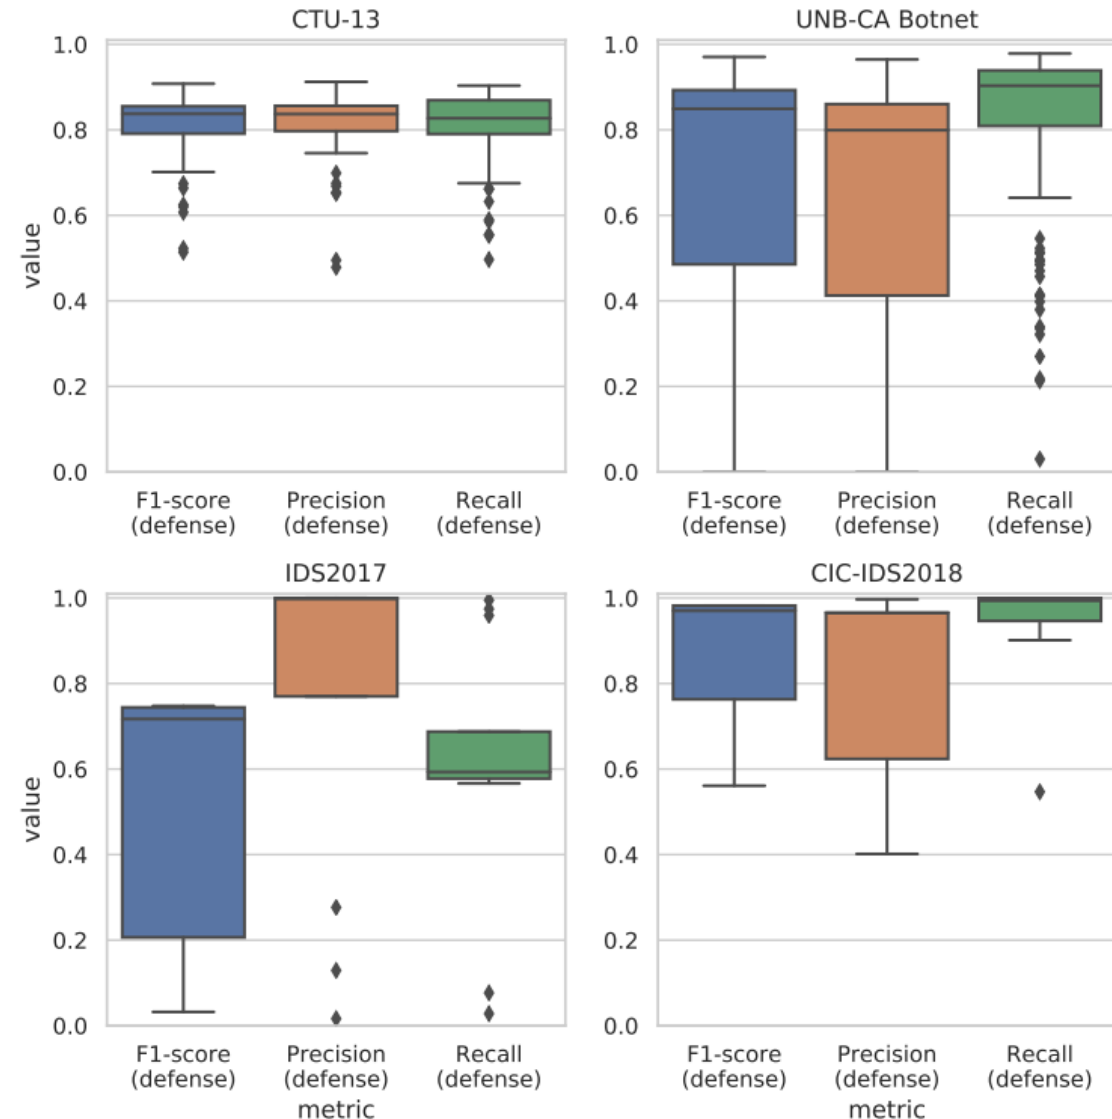 CTU-13
1.0
0.8
0.6
0.4
0.2
0.0
value
F1-score
(defense)
Precision
(defense)
Recall
(defense)
UNB-CA Botnet
1.0
0.8
0.6
0.4
0.2
0.0
F1-score
(defense)
Precision
(defense)
Recall
(defense)
IDS2017
1.0
0.8
0.6
0.4
0.2
0.0
value
F1-score
(defense)
Precision
(defense)
Recall
(defense)
metric
CIC-IDS2018
1.0
0.8
0.6
0.4
0.2
0.0
F1-score
(defense)
Precision
(defense)
Recall
(defense)
metric